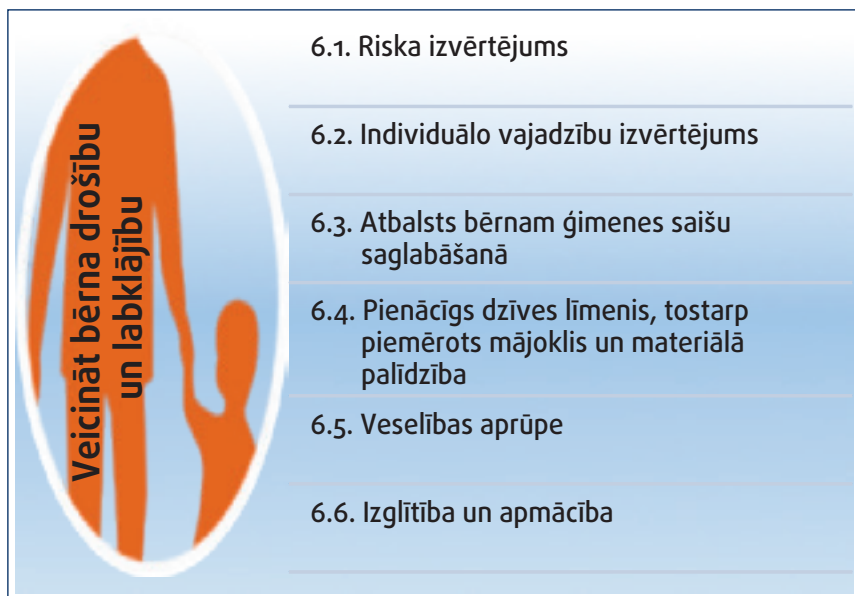 Veicināt bērna drošību
un labklājību
6.1. Riska izvērtējums
6.2. Individuālo vajadzību izvērtējums
6.3. Atbalsts bērnam ģimenes saišu
saglabāšanā
6.4. Pienācīgs dzīves līmenis, tostarp
piemērots mājoklis un materiālā
palīdzība
6.5. Veselības aprūpe
6.6. Izglītība un apmācība